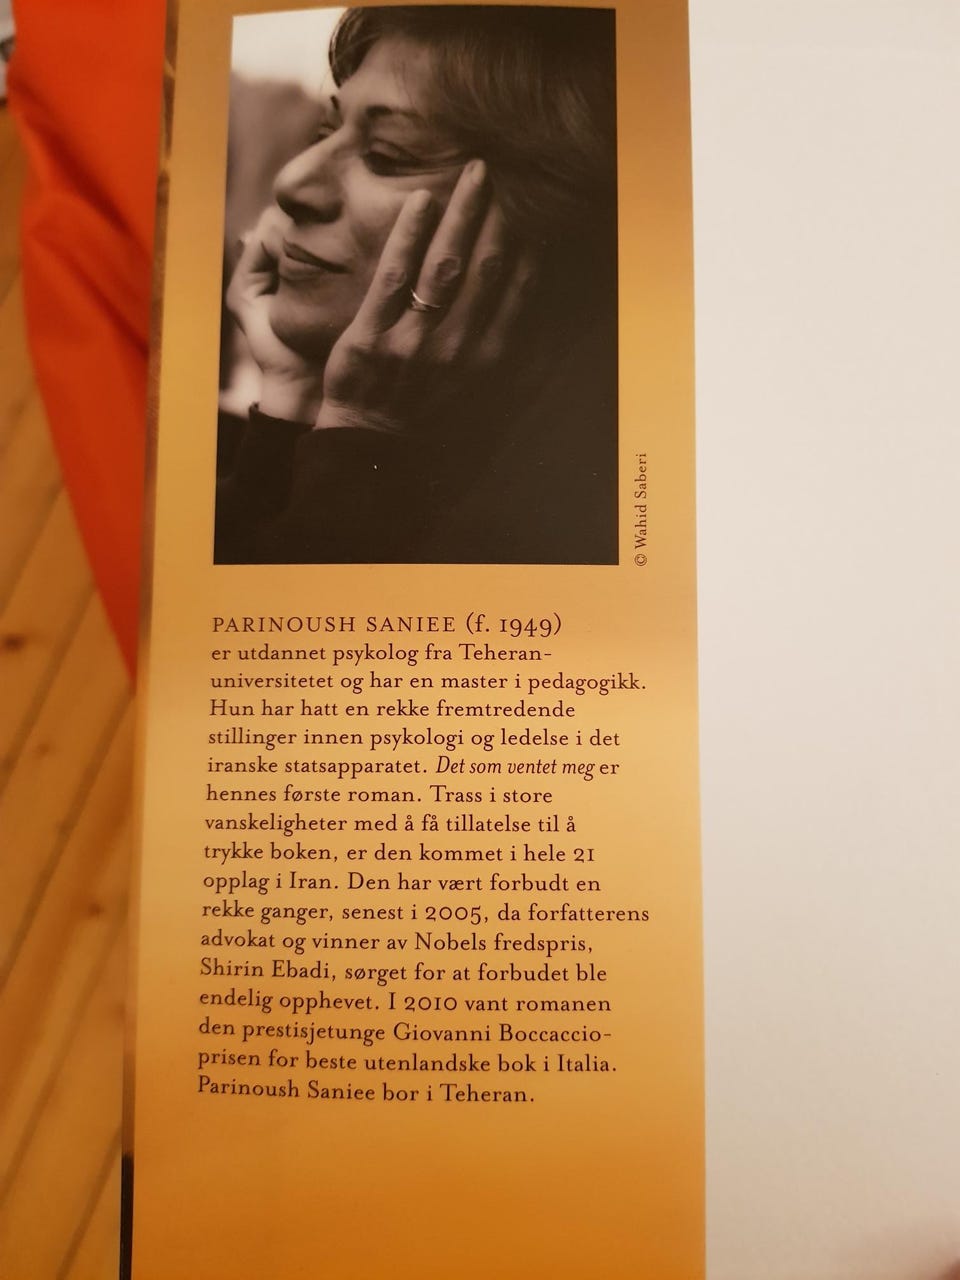 © Wahid Saberi
PARINOUSH SANIEE (f. 1949)
er utdannet psykolog fra Teheran-
universitetet og har en master i pedagogikk.
Hun har hatt en rekke fremtredende
stillinger innen psykologi og ledelse i det
iranske statsapparatet. Det som ventet meg er
hennes første roman. Trass i store
vanskeligheter med å få tillatelse til å
trykke boken, er den kommet i hele 21
opplag i Iran. Den har vært forbudt en
rekke ganger, senest i 2005, da forfatterens
advokat og vinner av Nobels fredspris,
Shirin Ebadi, sørget for at forbudet ble
endelig opphevet. I 2010 vant romanen
den prestisjetunge Giovanni Boccaccio-
prisen for beste utenlandske bok i Italia.
Parinoush Saniee bor i Teheran.